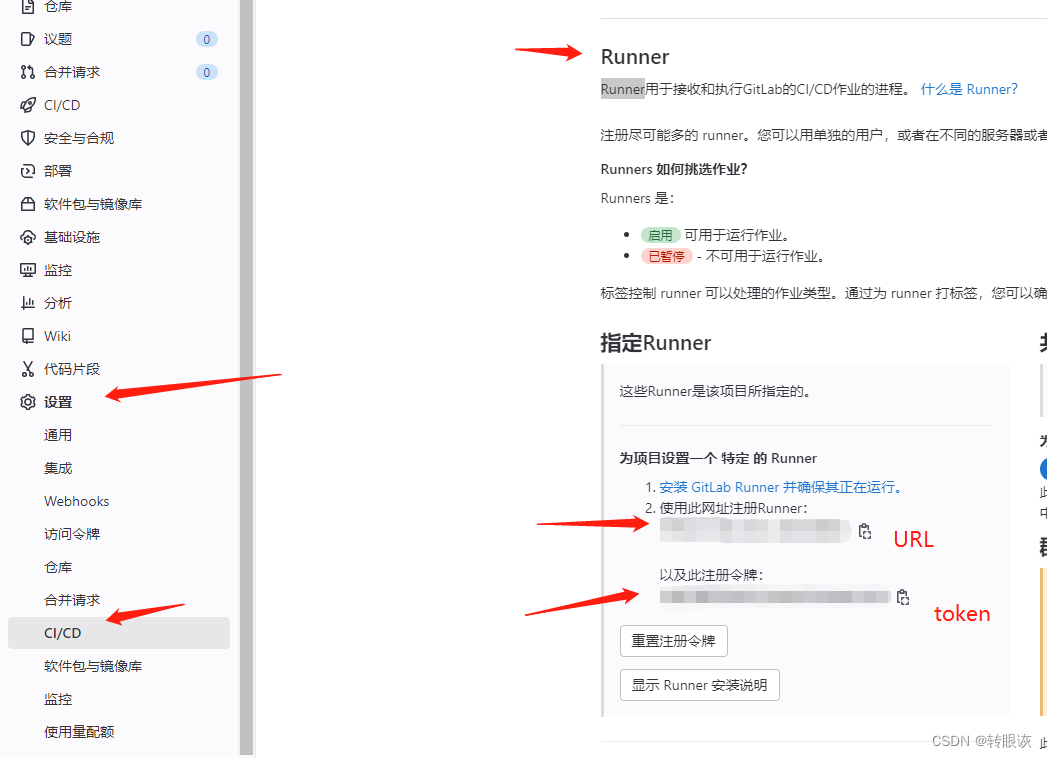 仓库
议题 0
合并请求 0
CI/CD
安全与合规
部署
软件包与镜像库
基础设施
监控
分析
Wiki
代码片段
设置
通用
集成
Webhooks
访问令牌
仓库
合并请求
CI/CD
软件包与镜像库
监控
使用量配额
Runner
Runner用于接收和执行GitLab的CI/CD作业的进程。 什么是 Runner?
注册尽可能多的 runner。您可以用单独的用户，或者在不同的服务器或者
Runners 如何挑选作业?
Runners 是:
启用 可用于运行作业。
已暂停 - 不可用于运行作业。
标签控制 runner 可以处理的作业类型。通过为 runner 打标签，您可以确
指定Runner
这些Runner是该项目所指定的。
为项目设置一个 特定 的 Runner
1. 安装 GitLab Runner 并确保其正在运行。
2. 使用此网址注册Runner:
URL
以及此注册令牌:
token
重置注册令牌
显示 Runner 安装说明
CSDN @转眼诙